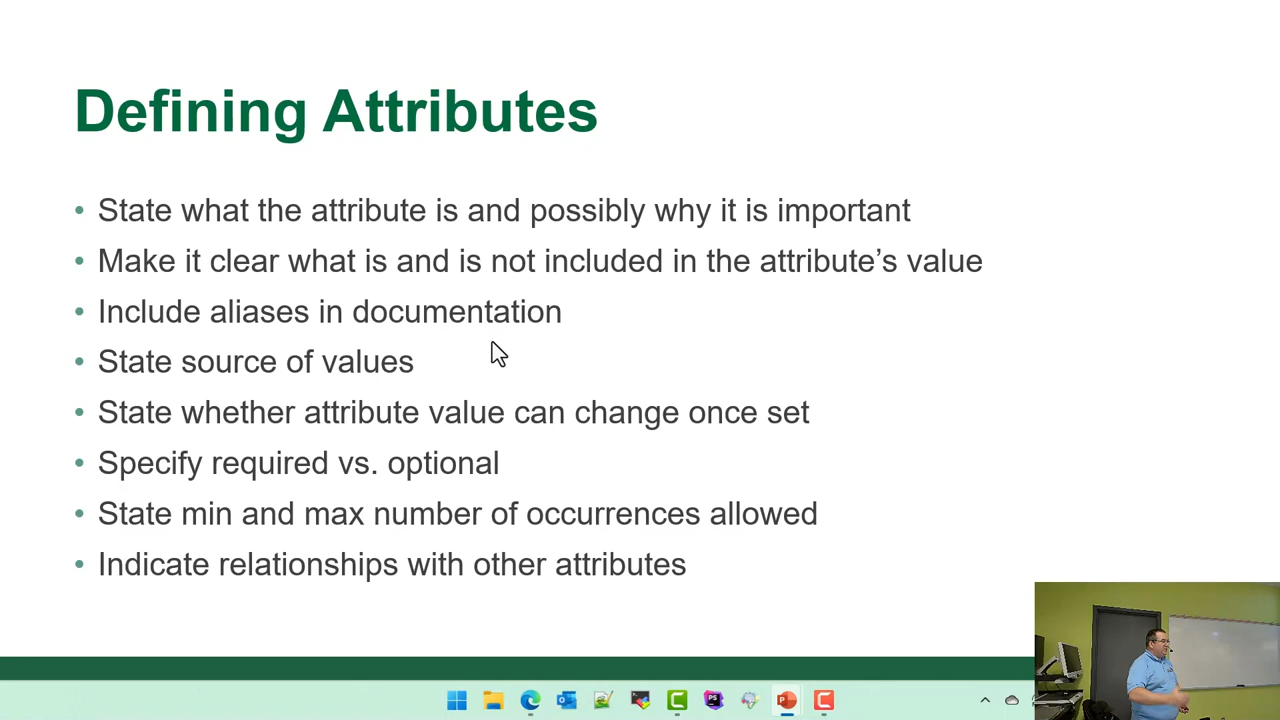 Defining Attributes
• State what the attribute is and possibly why it is important
• Make it clear what is and is not included in the attribute’s value
• Include aliases in documentation
• State source of values
• State whether attribute value can change once set
• Specify required vs. optional
• State min and max number of occurrences allowed
• Indicate relationships with other attributes
PS
P